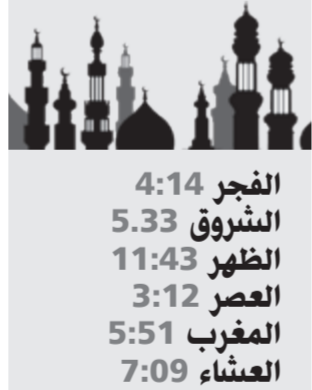 الفجر 4:14
الشروق 5.33
الظهر 11:43
العصر 3:12
المغرب 5:51
العشاء 7:09